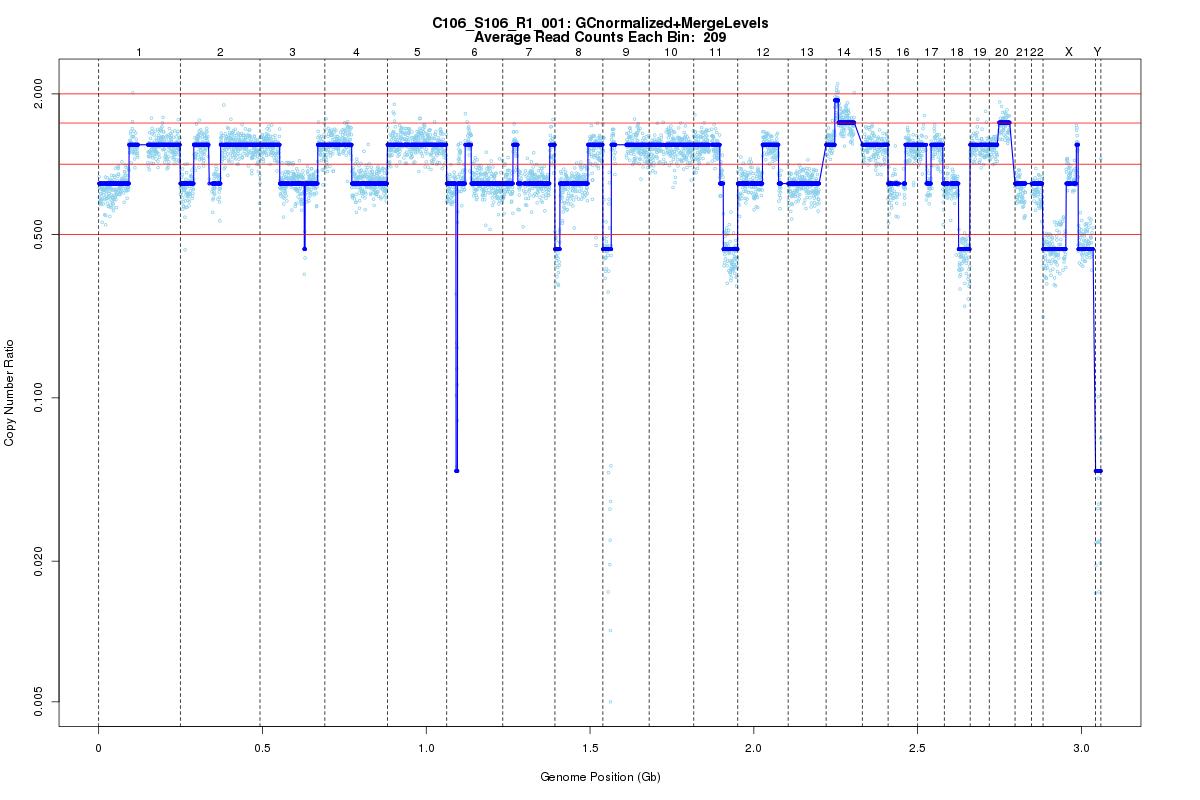 C106_S106_R1_001: GCnormalized+MergeLevels
Average Read Counts Each Bin: 209
1 2 3 4 5 6 7 8 9 10 11 12 13 14 15 16 17 18 19 20 21 22 X Y
2.000
0.500
0.100
0.020
0.005
Copy Number Ratio
0 0.5 1.0 1.5 2.0 2.5 3.0
Genome Position (Gb)